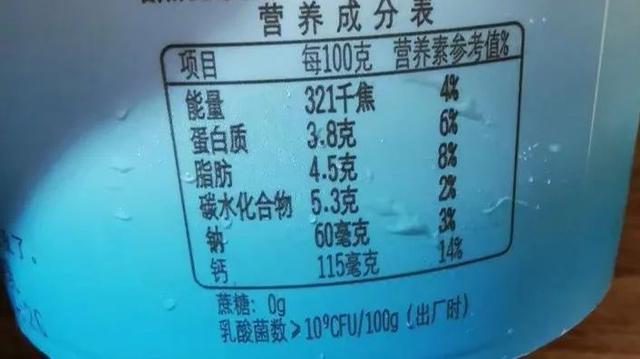 营养成分表
项目 每100克 营养素参考值%
能量 321千焦 4%
蛋白质 3.8克 6%
脂肪 4.5克 8%
碳水化合物 5.3克 2%
钠 60毫克 3%
钙 115毫克 14%
蔗糖: 0g
乳酸菌数≥10⁹CFU/100g (出厂时)